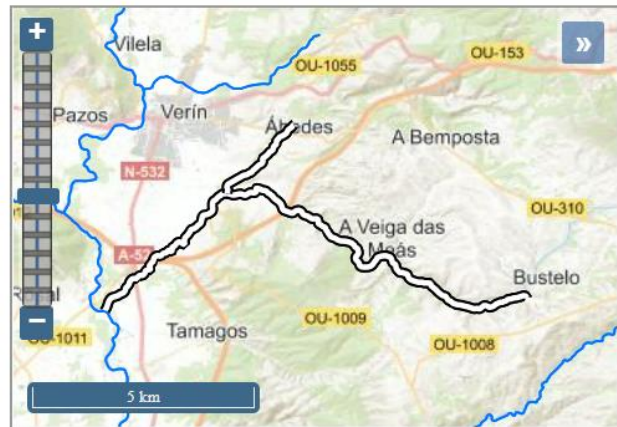 +
»
Vilela
OU-1055
OU-153
Pazos
Verín
A Bemposta
N-532
OU-310
A Veiga das
Meás
A-52
Bustelo
Tamagos
OU-1009
OU-1011
OU-1008
−
5 km